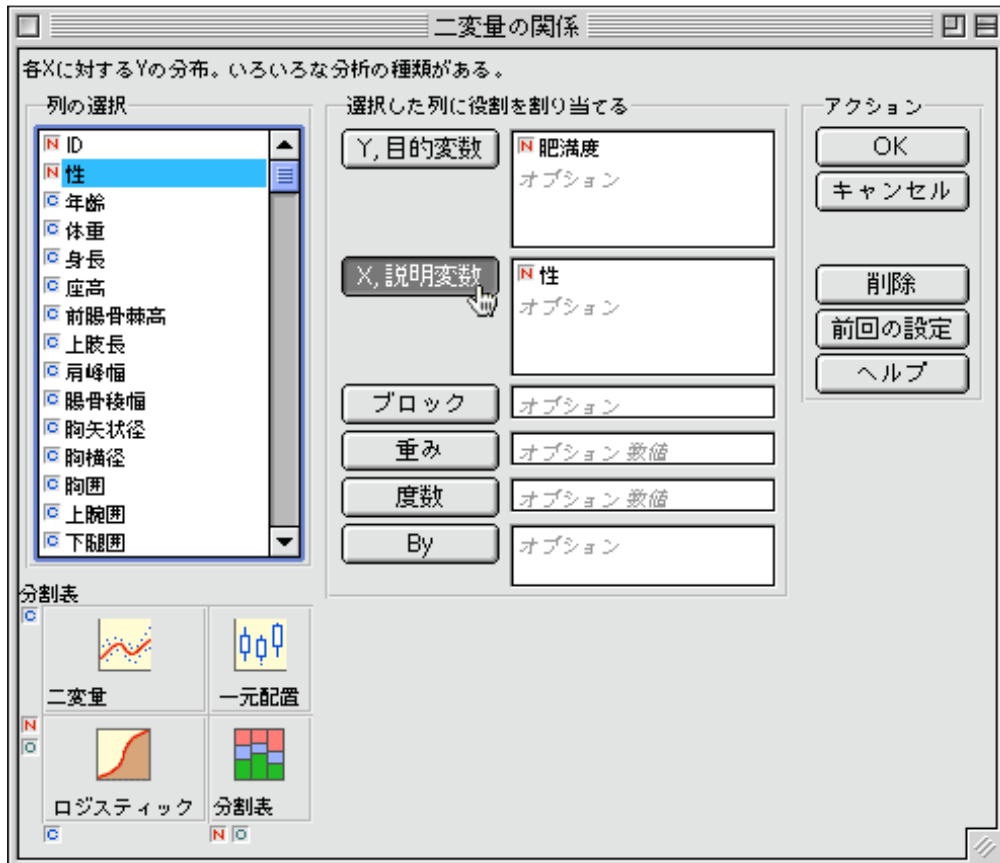 二変量の関係
各Xに対するYの分布。いろいろな分析の種類がある。
列の選択
N ID
N 性
C 年齢
C 体重
C 身長
C 座高
C 前腸骨棘高
C 上肢長
C 肩峰幅
C 腸骨稜幅
C 胸矢状径
C 胸横径
C 胸囲
C 上腕囲
C 下腿囲
選択した列に役割を割り当てる
Y, 目的変数
N 肥満度
オプション
X, 説明変数
N 性
オプション
ブロック
オプション
重み
オプション 数値
度数
オプション 数値
By
オプション
アクション
OK
キャンセル
削除
前回の設定
ヘルプ
分割表
C
二変量
一元配置
N
O
ロジスティック
分割表
C
N O